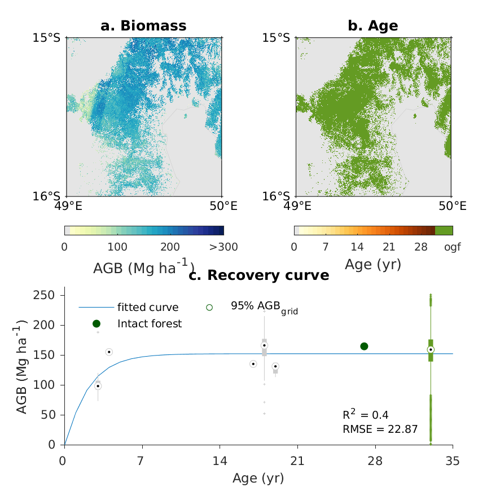 a. Biomass
b. Age
15°S
16°S
49°E
50°E
15°S
16°S
49°E
50°E
0 100 200 >300
AGB (Mg ha⁻¹)
0 7 14 21 28 ogf
Age (yr)
c. Recovery curve
fitted curve
95% AGB_grid
Intact forest
AGB (Mg ha⁻¹)
250
200
150
100
50
0
R² = 0.4
RMSE = 22.87
0 7 14 21 28 35
Age (yr)